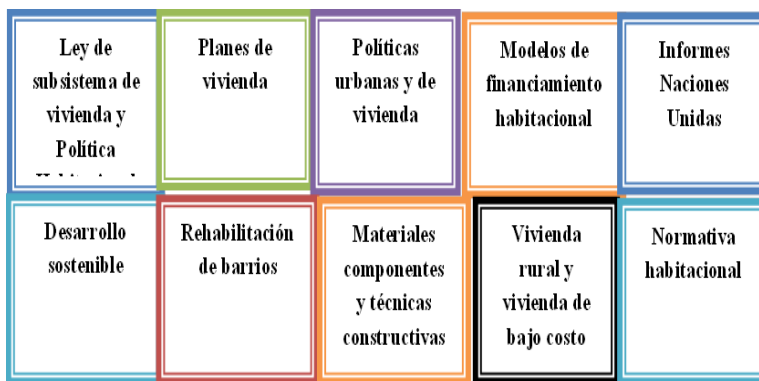 Ley de
subsistema de
vivienda y
Política
Planes de
vivienda
Políticas
urbanas y de
vivienda
Modelos de
financiamiento
habitacional
Informes
Naciones
Unidas
Desarrollo
sostenible
Rehabilitación
de barrios
Materiales
componentes
y técnicas
constructivas
Vivienda
rural y
vivienda de
bajo costo
Normativa
habitacional